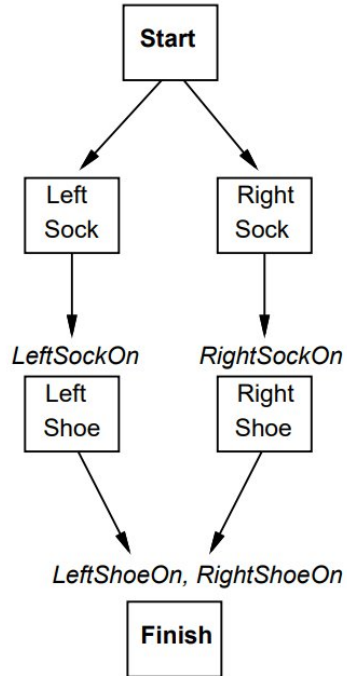 Start
Left
Sock
Right
Sock
LeftSockOn
RightSockOn
Left
Shoe
Right
Shoe
LeftShoeOn, RightShoeOn
Finish